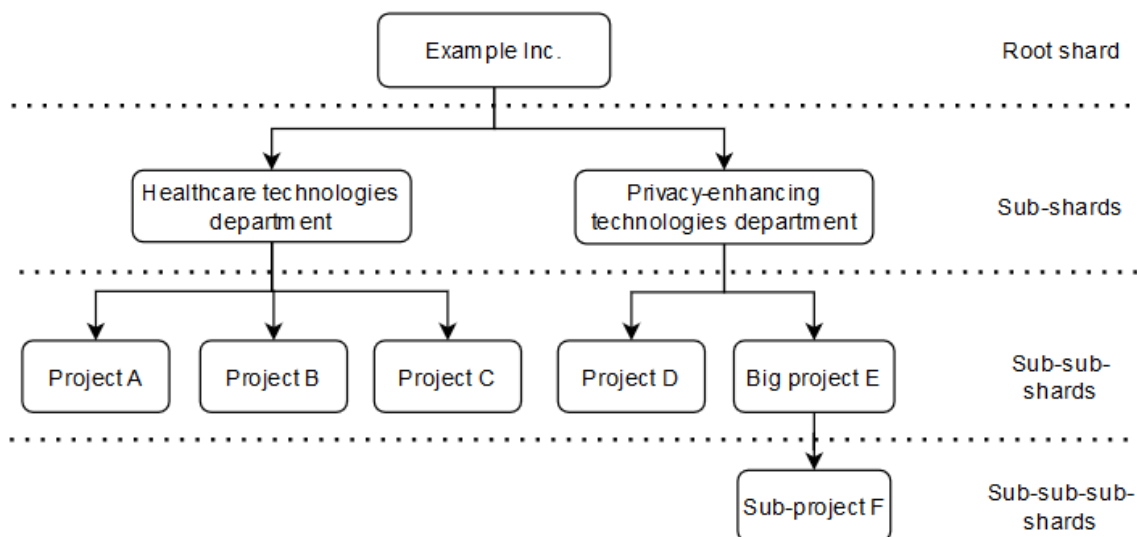 Example Inc.
Root shard
Healthcare technologies
department
Privacy-enhancing
technologies department
Sub-shards
Project A
Project B
Project C
Project D
Big project E
Sub-sub-
shards
Sub-project F
Sub-sub-sub-
shards